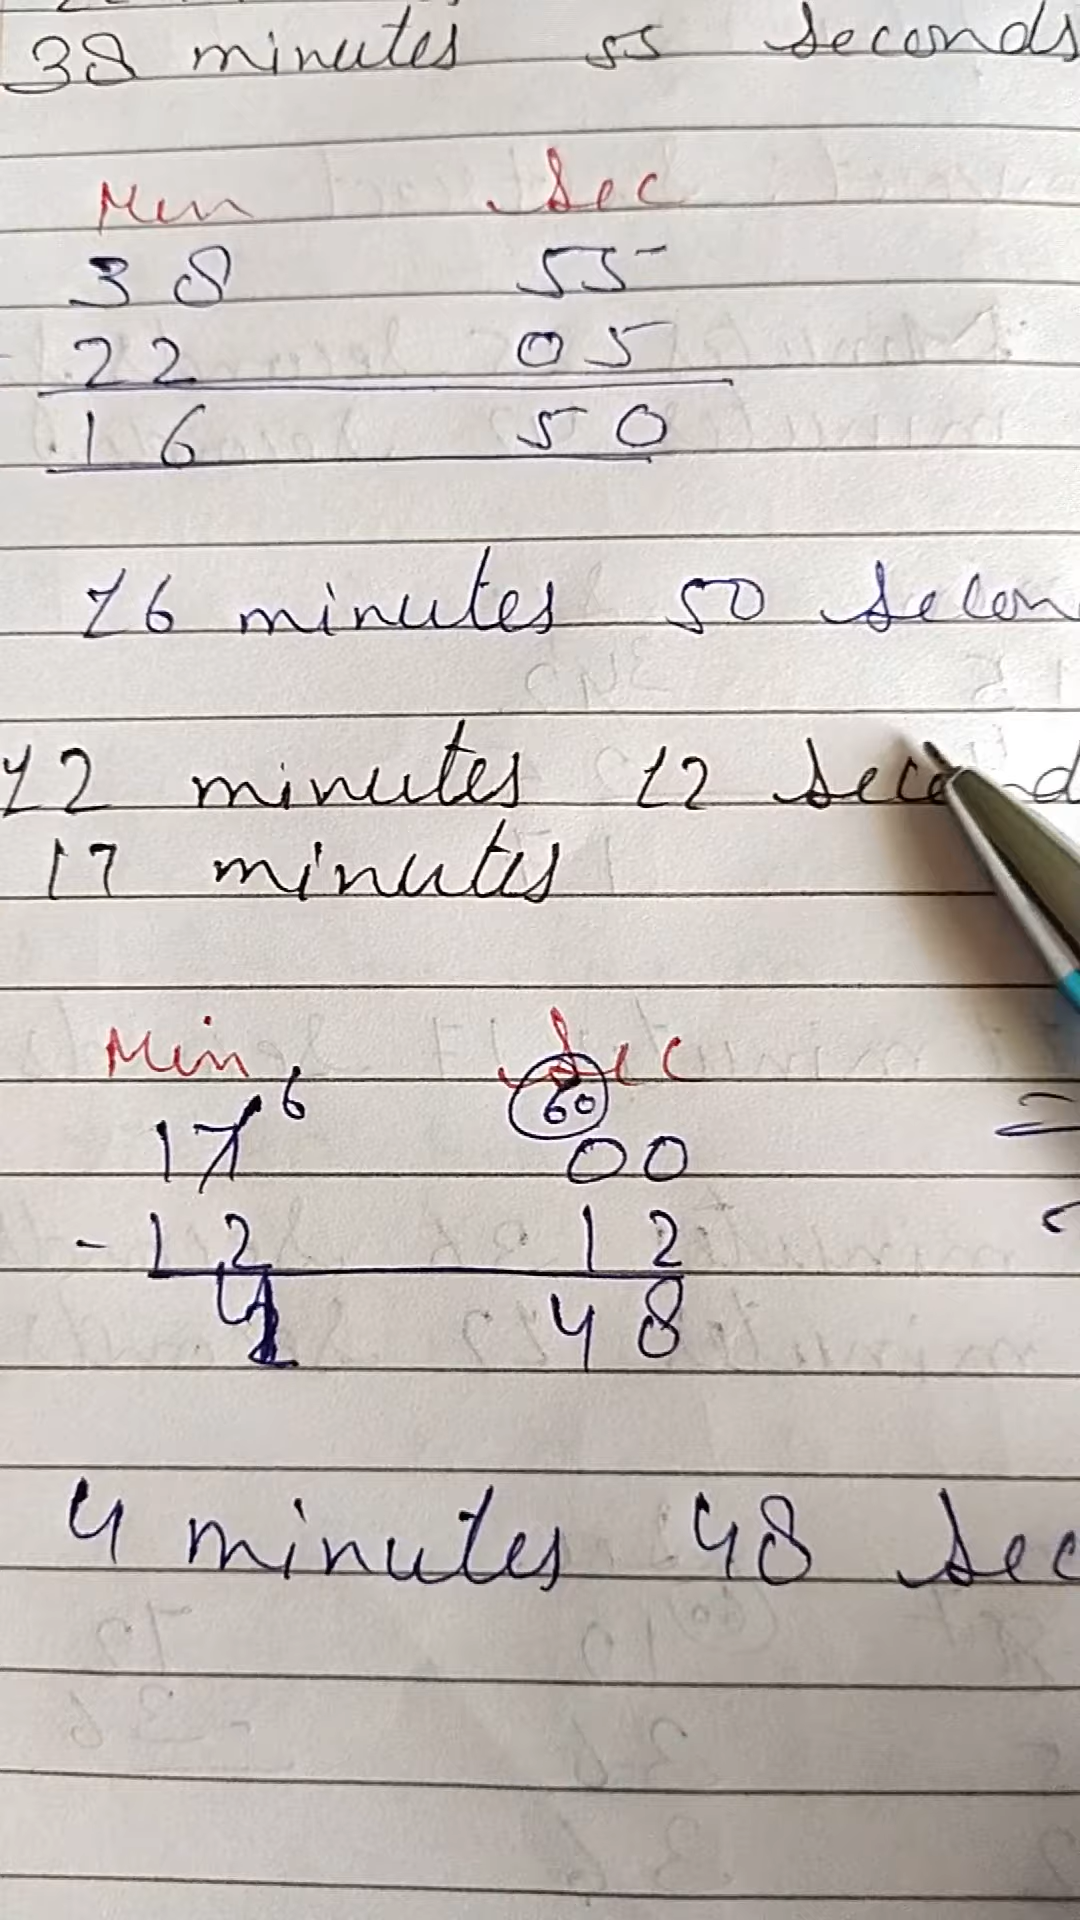 38 minutes 55 seconds
Min Sec
38 55
22 05
16 50
16 minutes 50 Secon
12 minutes 12 Second
17 minutes
Min Sec
6 60
17 00
- 12 12
4 48
4 minutes 48 Sec